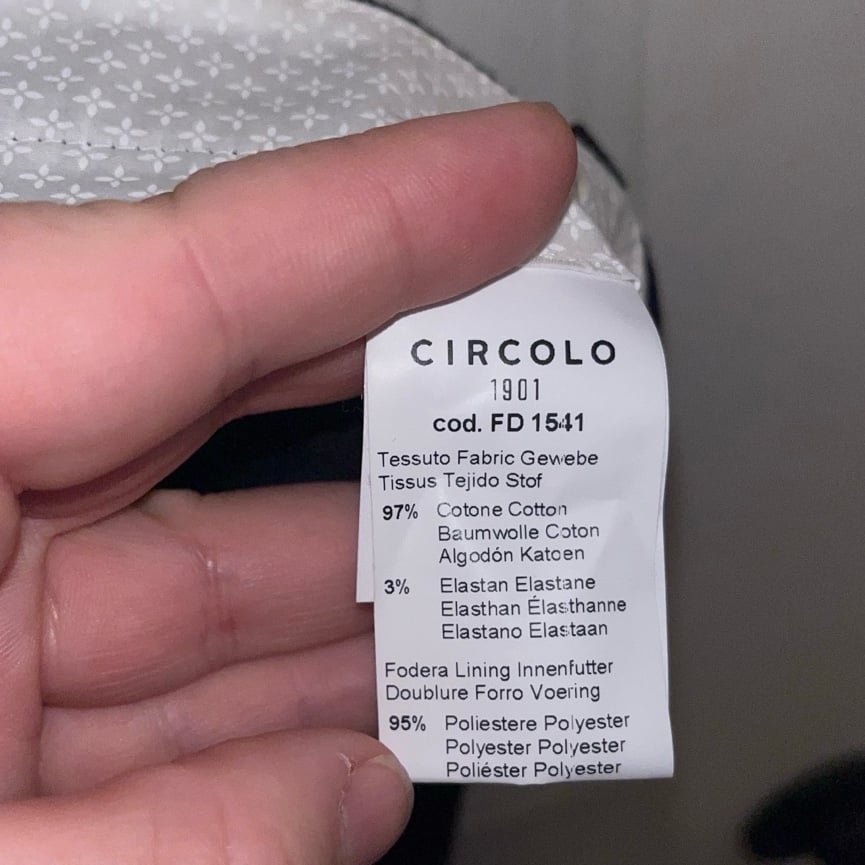 CIRCOLO
1901
cod. FD 1541
Tessuto Fabric Gewebe
Tissus Tejido Stof
97% Cotone Cotton
Baumwolle Coton
Algodón Katoen
3% Elastan Elastane
Elasthan Élasthanne
Elastano Elastaan
Fodera Lining Innenfutter
Doublure Forro Voering
95% Poliestere Polyester
Polyester Polyester
Poliéster Polyester